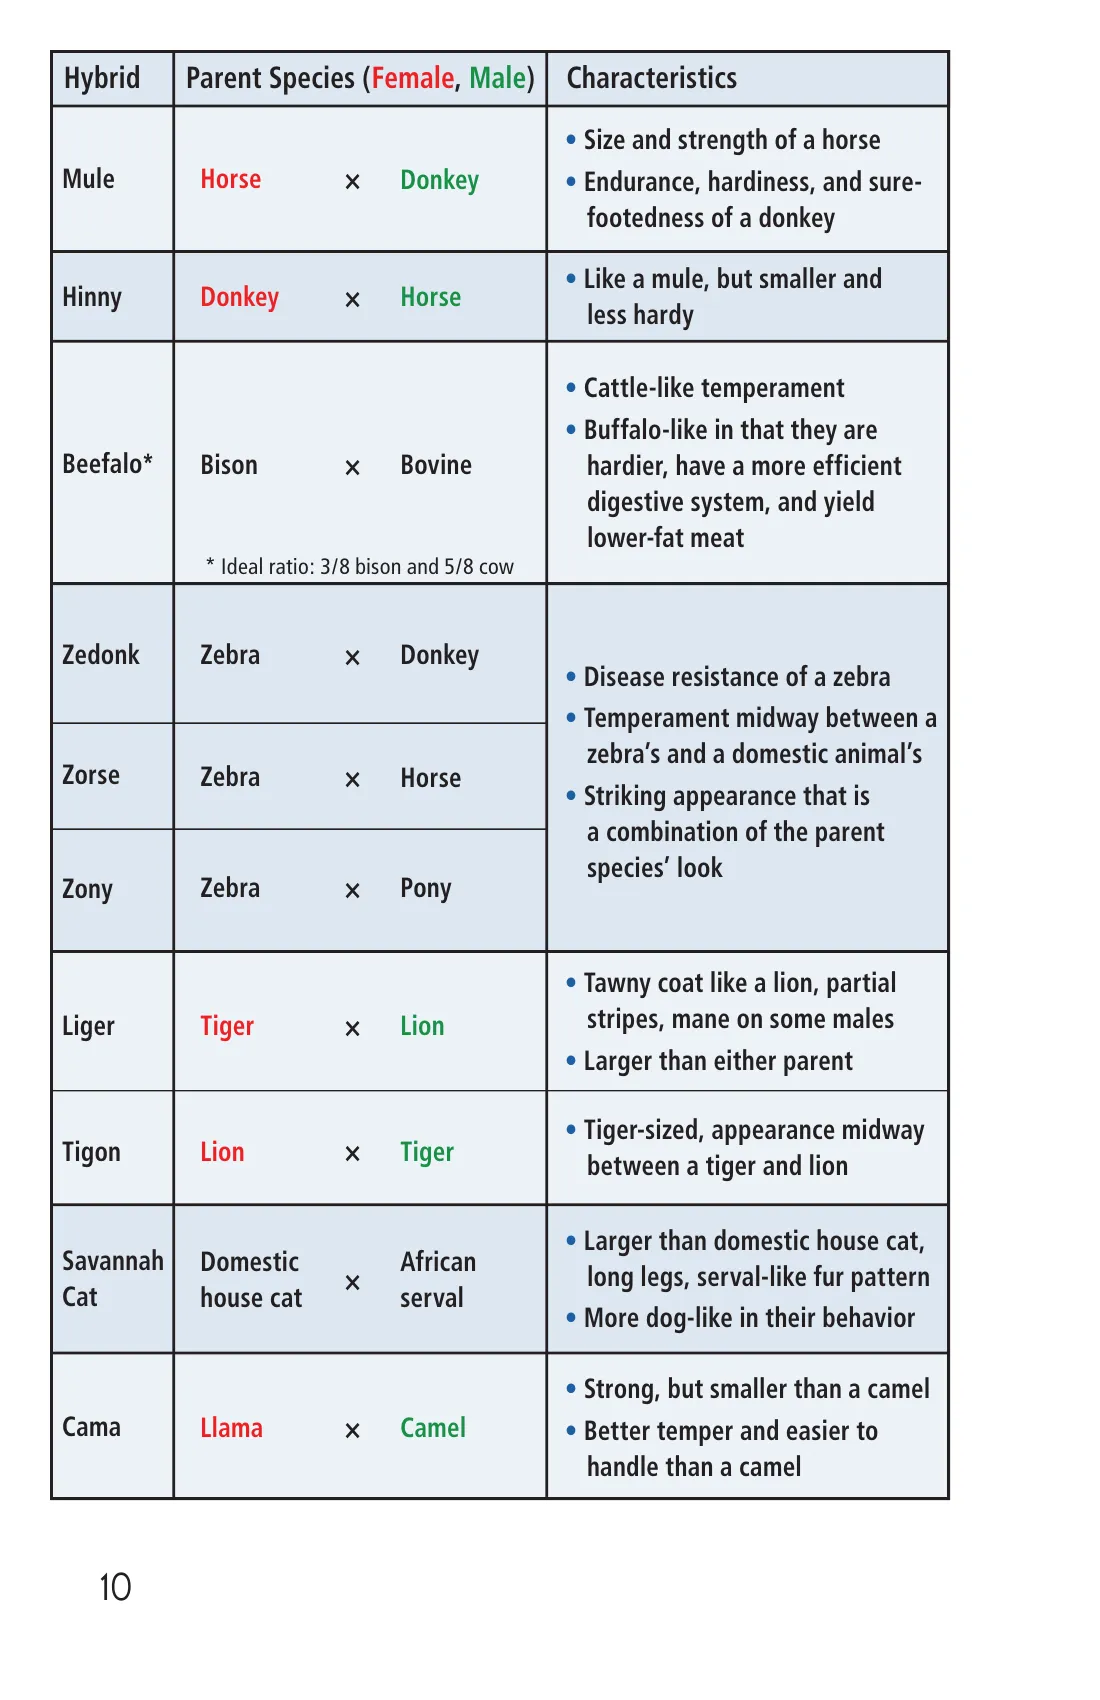 Hybrid
Parent Species (Female, Male)
Characteristics
Mule
Horse × Donkey
• Size and strength of a horse
• Endurance, hardiness, and sure-
footedness of a donkey
Hinny
Donkey × Horse
• Like a mule, but smaller and
less hardy
Beefalo*
Bison × Bovine
* Ideal ratio: 3/8 bison and 5/8 cow
• Cattle-like temperament
• Buffalo-like in that they are
hardier, have a more efficient
digestive system, and yield
lower-fat meat
Zedonk
Zebra × Donkey
Zorse
Zebra × Horse
Zony
Zebra × Pony
• Disease resistance of a zebra
• Temperament midway between a
zebra’s and a domestic animal’s
• Striking appearance that is
a combination of the parent
species’ look
Liger
Tiger × Lion
• Tawny coat like a lion, partial
stripes, mane on some males
• Larger than either parent
Tigon
Lion × Tiger
• Tiger-sized, appearance midway
between a tiger and lion
Savannah
Cat
Domestic
house cat
×
African
serval
• Larger than domestic house cat,
long legs, serval-like fur pattern
• More dog-like in their behavior
Cama
Llama × Camel
• Strong, but smaller than a camel
• Better temper and easier to
handle than a camel
10